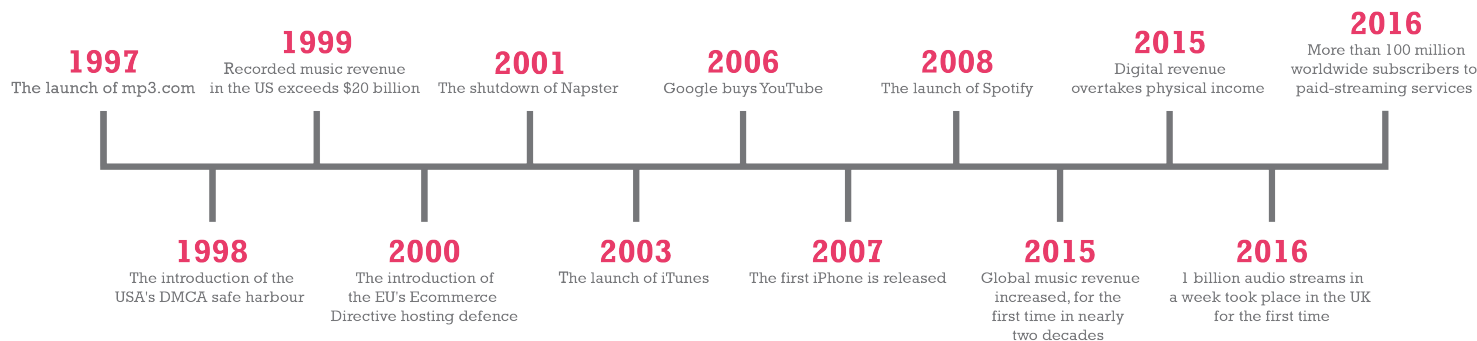 1997
The launch of mp3.com
1998
The introduction of the
USA's DMCA safe harbour
1999
Recorded music revenue
in the US exceeds $20 billion
2000
The introduction of
the EU's Ecommerce
Directive hosting defence
2001
The shutdown of Napster
2003
The launch of iTunes
2006
Google buys YouTube
2007
The first iPhone is released
2008
The launch of Spotify
2015
Global music revenue
increased, for the
first time in nearly
two decades
2015
Digital revenue
overtakes physical income
2016
1 billion audio streams in
a week took place in the UK
for the first time
2016
More than 100 million
worldwide subscribers to
paid-streaming services